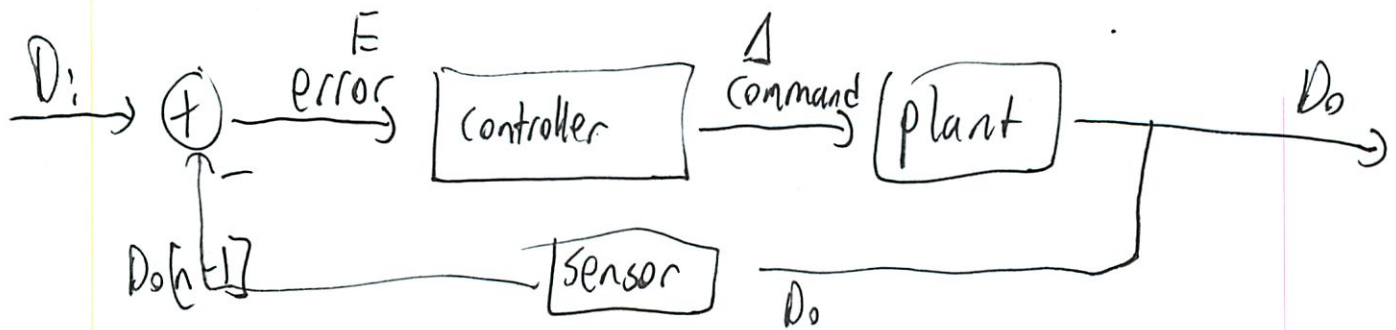 E
Di
error
controller
Δ
command
plant
Do
+
-
Do[n-1]
sensor
Do